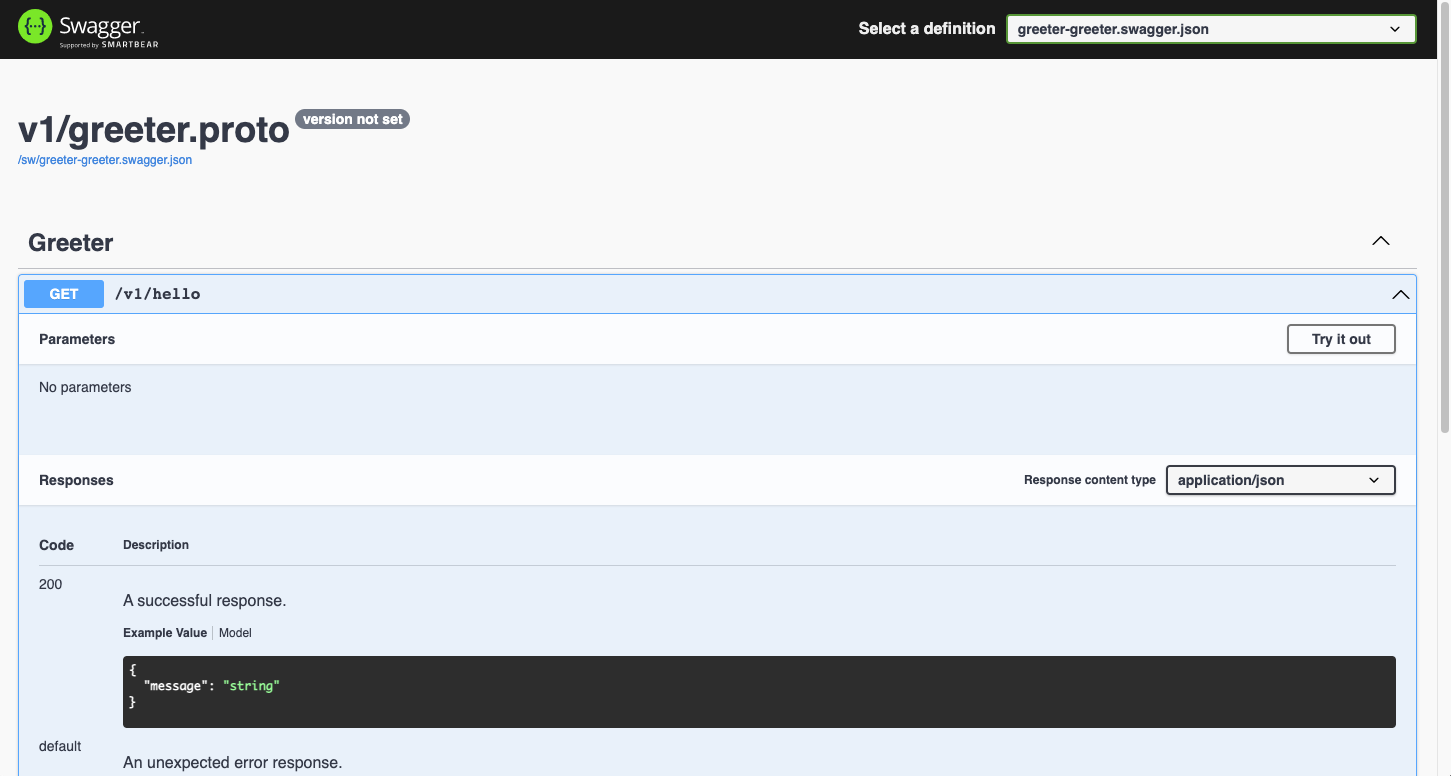 Swagger.
Supported by SMARTBEAR
Select a definition
greeter-greeter.swagger.json
v1/greeter.proto version not set
/sw/greeter-greeter.swagger.json
Greeter
GET /v1/hello
Parameters
Try it out
No parameters
Responses
Response content type
application/json
Code Description
200
A successful response.
Example Value Model
{
"message": "string"
}
default
An unexpected error response.